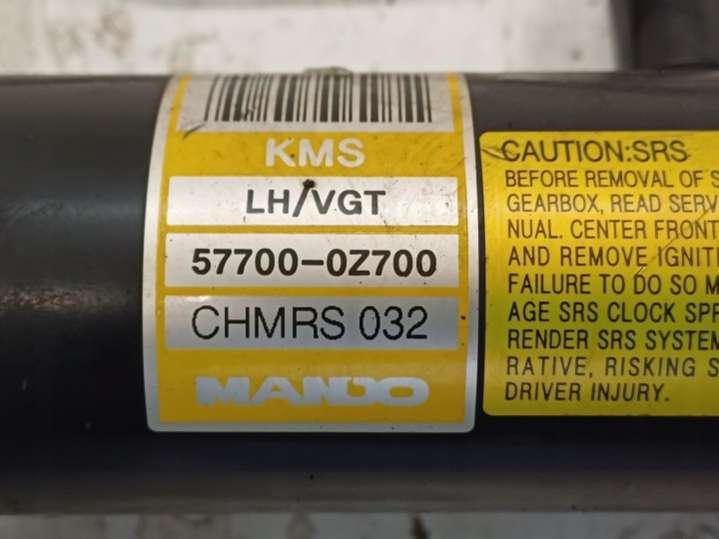 KMS
LH/VGT
57700-0Z700
CHMRS 032
MANDO
CAUTION:SRS
BEFORE REMOVAL OF S
GEARBOX, READ SERV
NUAL. CENTER FRONT
AND REMOVE IGNITI
FAILURE TO DO SO M
AGE SRS CLOCK SPR
RENDER SRS SYSTEM
RATIVE, RISKING S
DRIVER INJURY.